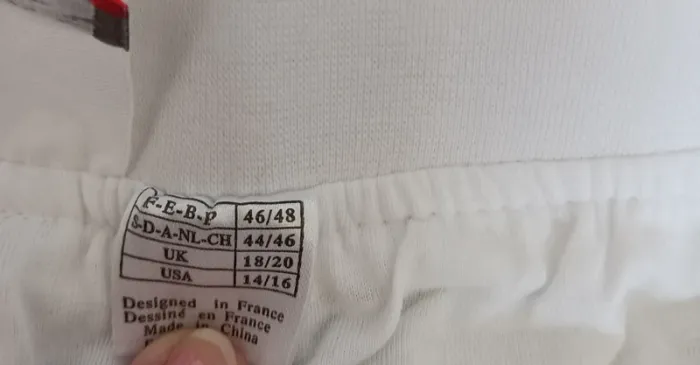 F-E-B-P 46/48
S-D-A-NL-CH 44/46
UK 18/20
USA 14/16
Designed in France
Dessiné en France
Made in China